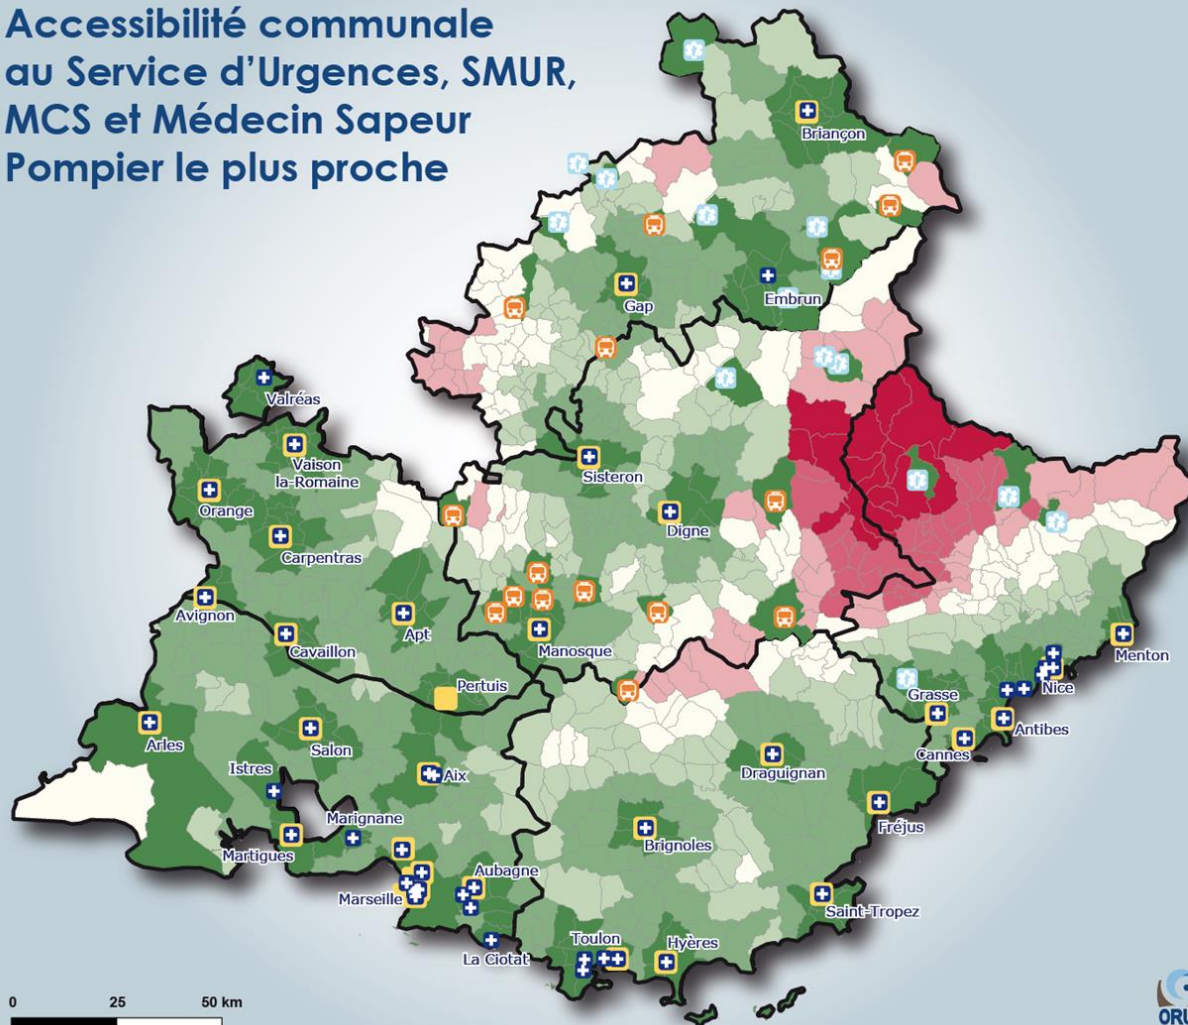 Accessibilité communale
au Service d'Urgences, SMUR,
MCS et Médecin Sapeur
Pompier le plus proche
Briançon
Embrun
Gap
Valréas
Vaison
la-Romaine
Sisteron
Orange
Digne
Carpentras
Avignon
Apt
Manosque
Cavaillon
Menton
Pertuis
Nice
Grasse
Arles
Salon
Antibes
Cannes
Draguignan
Istres
Aix
Marignane
Fréjus
Martigues
Brignoles
Aubagne
Marseille
Saint-Tropez
Toulon
Hyères
La Ciotat
0 25 50 km